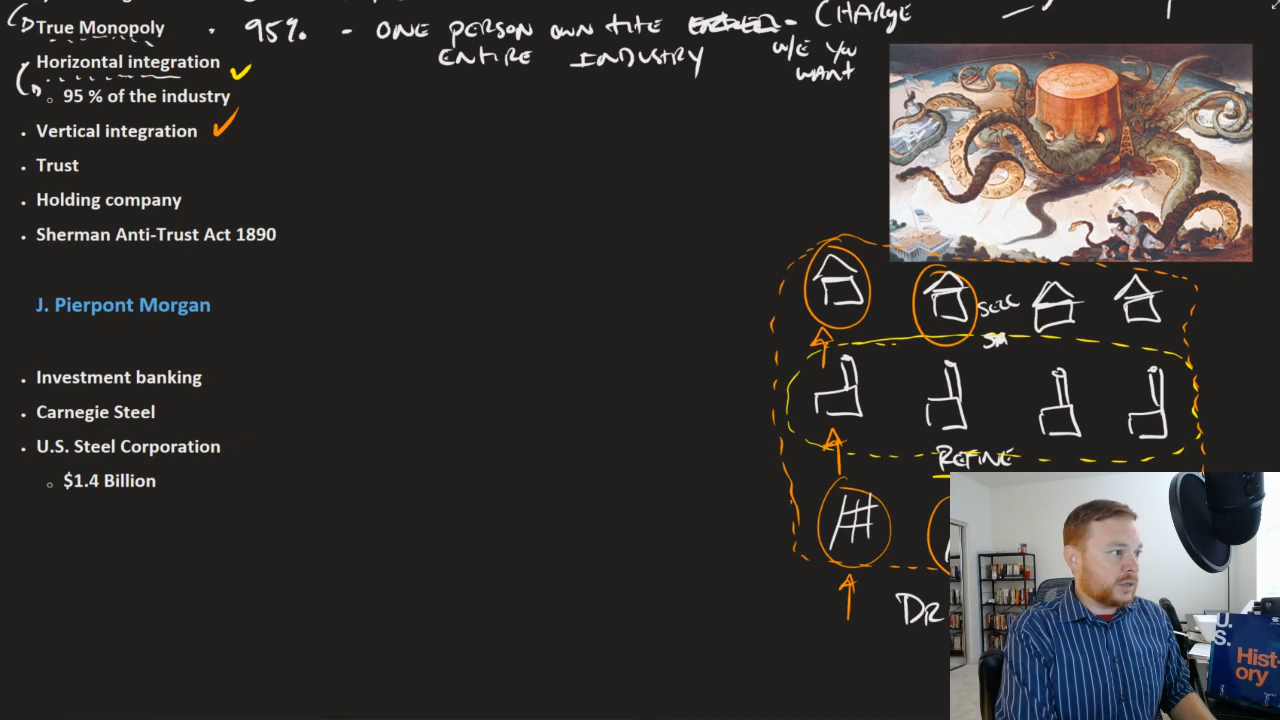 True Monopoly
95% - ONE PERSON OWN THE
ENTIRE INDUSTRY
- CHARGE
W/E YOU
WANT
Horizontal integration
95 % of the industry
Vertical integration
Trust
Holding company
Sherman Anti-Trust Act 1890
J. Pierpont Morgan
Investment banking
Carnegie Steel
U.S. Steel Corporation
$1.4 Billion
REFINE
DR
U.
S.
Hist-
ory